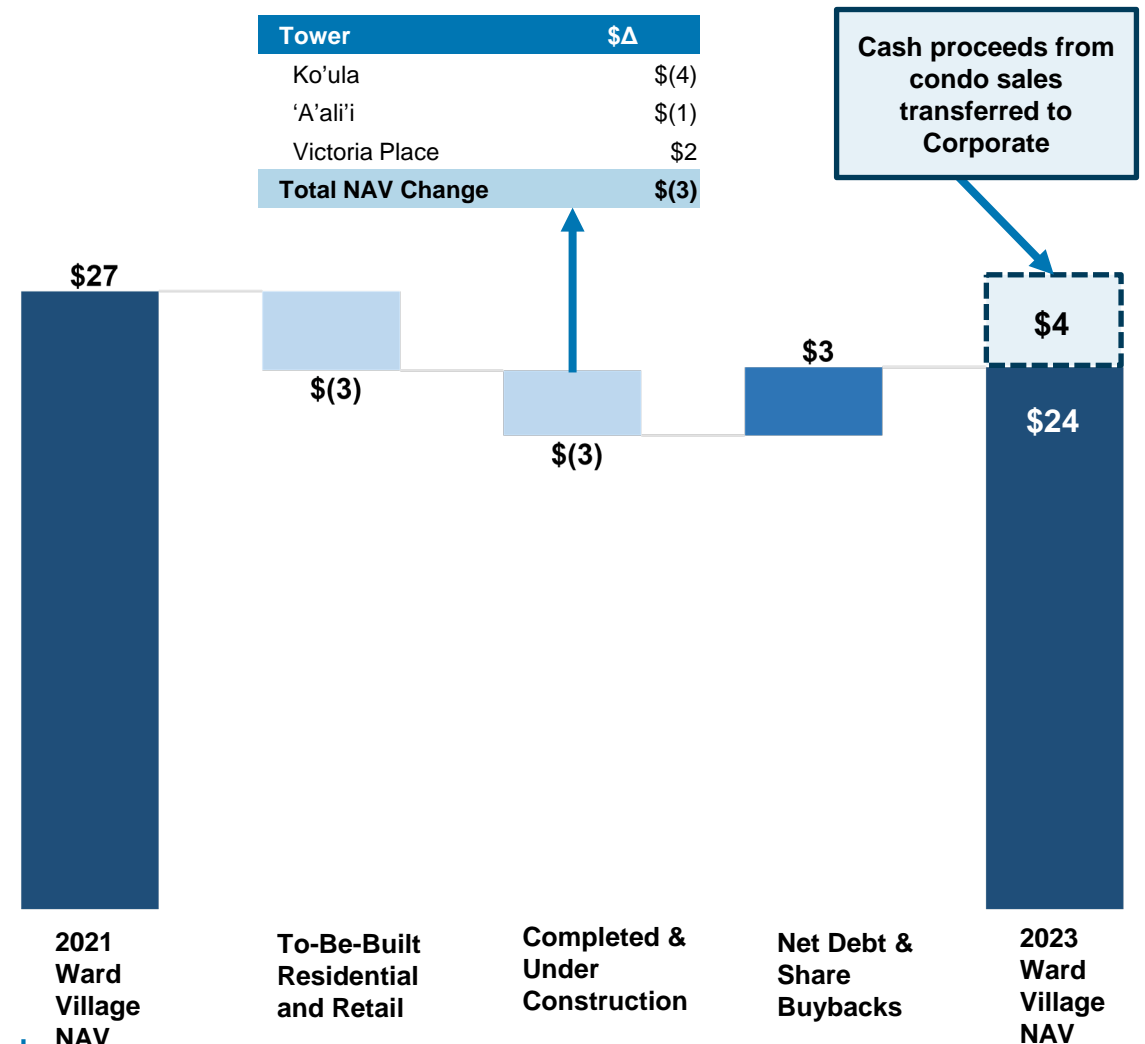 Tower $Δ
Ko'ula $(4)
‘A’ali’i $(1)
Victoria Place $2
Total NAV Change $(3)
Cash proceeds from
condo sales
transferred to
Corporate
$27
$(3)
$(3)
$3
$4
$24
2021
Ward
Village
NAV
To-Be-Built
Residential
and Retail
Completed &
Under
Construction
Net Debt &
Share
Buybacks
2023
Ward
Village
NAV